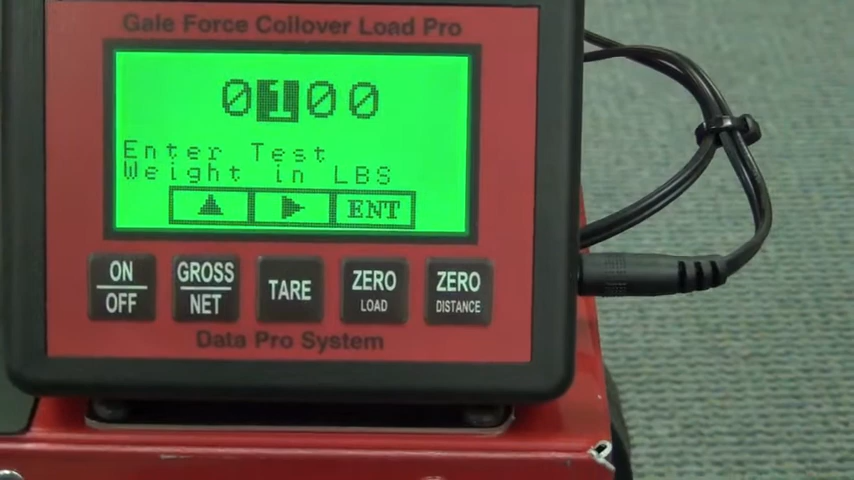 Gale Force Coilover Load Pro
0100
Enter Test
Weight in LBS
ENT
ON OFF
GROSS NET
TARE
ZERO LOAD
ZERO DISTANCE
Data Pro System